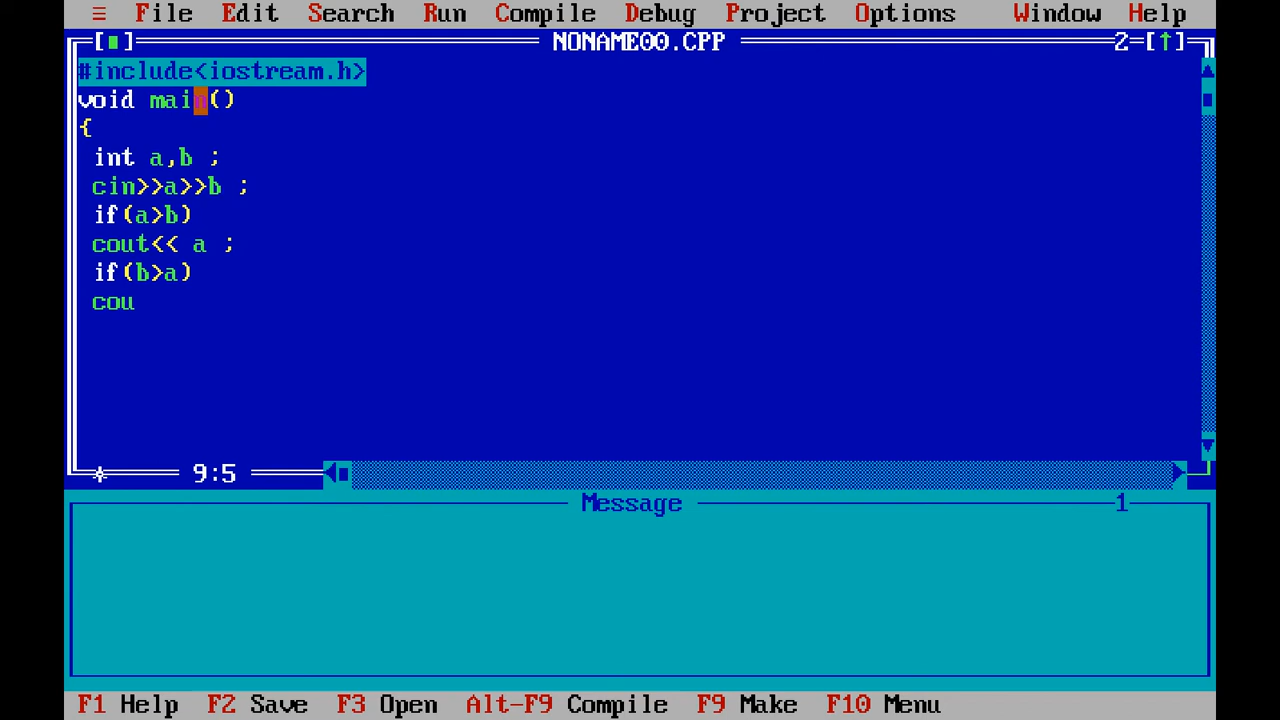 ≡ File Edit Search Run Compile Debug Project Options Window Help
[■] NONAME00.CPP 2=[↑]
#include<iostream.h>
void main()
{
int a,b ;
cin>>a>>b ;
if(a>b)
cout<< a ;
if(b>a)
cou
9:5
Message 1
F1 Help F2 Save F3 Open Alt-F9 Compile F9 Make F10 Menu